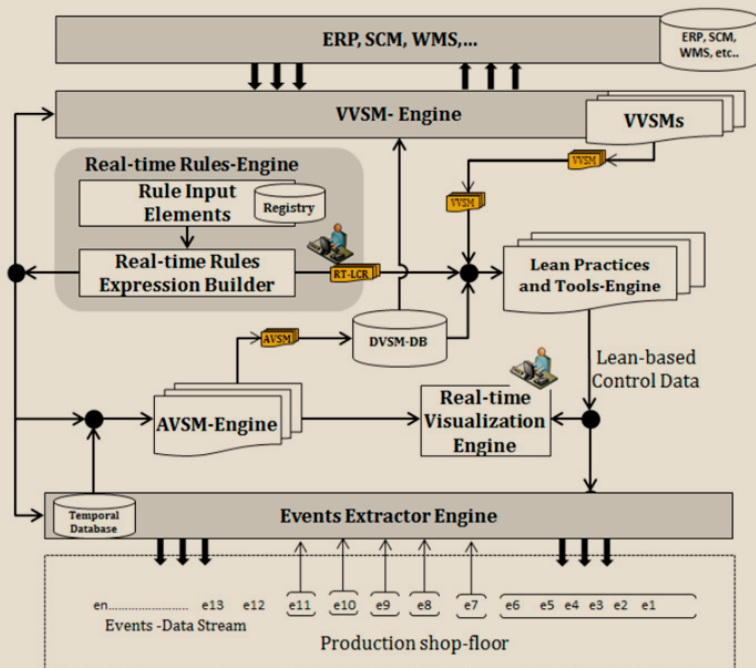 ERP, SCM, WMS,...
ERP, SCM,
WMS, etc..
VVSM- Engine
VVSMs
VVSM
VVSM
Real-time Rules-Engine
Rule Input
Elements
Registry
Real-time Rules
Expression Builder
RT-LCR
Lean Practices
and Tools-Engine
AVSM
DVSM-DB
Lean-based
Control Data
AVSM-Engine
Real-time
Visualization
Engine
Temporal
Database
Events Extractor Engine
en............................ e13 e12 e11 e10 e9 e8 e7 e6 e5 e4 e3 e2 e1
Events -Data Stream
Production shop-floor